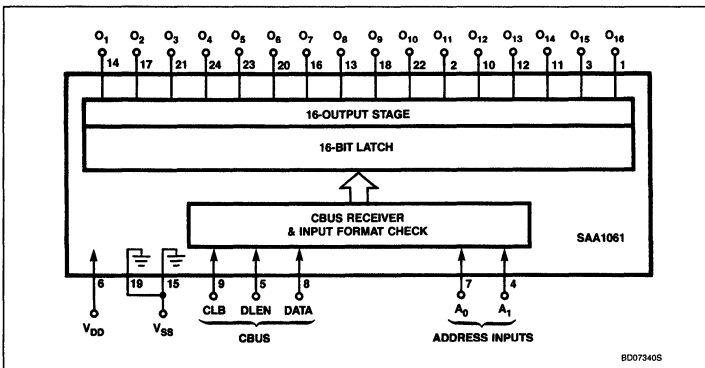 O1 O2 O3 O4 O5 O6 O7 O8 O9 O10 O11 O12 O13 O14 O15 O16
14 17 21 24 23 20 16 13 18 22 2 10 12 11 3 1
16-OUTPUT STAGE
16-BIT LATCH
CBUS RECEIVER
& INPUT FORMAT CHECK
SAA1061
6 19 15 9 5 8 7 4
VDD VSS CLB DLEN DATA A0 A1
CBUS ADDRESS INPUTS
BD07340S